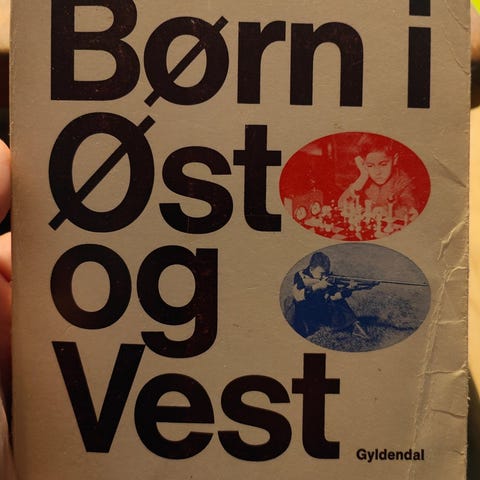 Børn i
Øst
og
Vest
Gyldendal